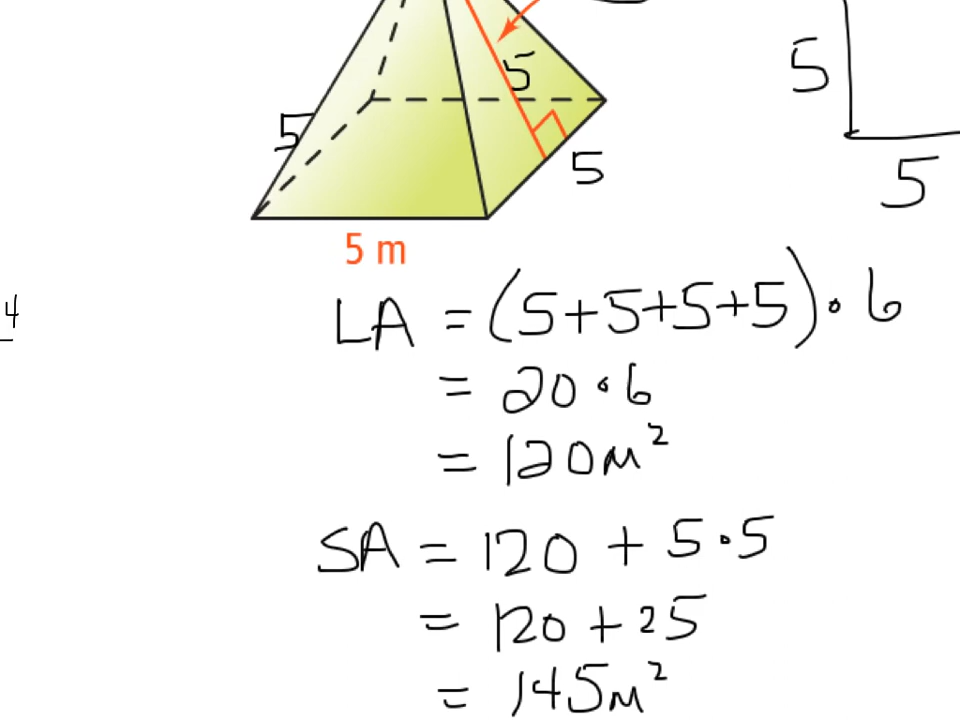 5
5
5
5
5
5 m
4
LA = (5+5+5+5)·6
= 20·6
= 120m²
SA = 120 + 5·5
= 120 + 25
= 145m²